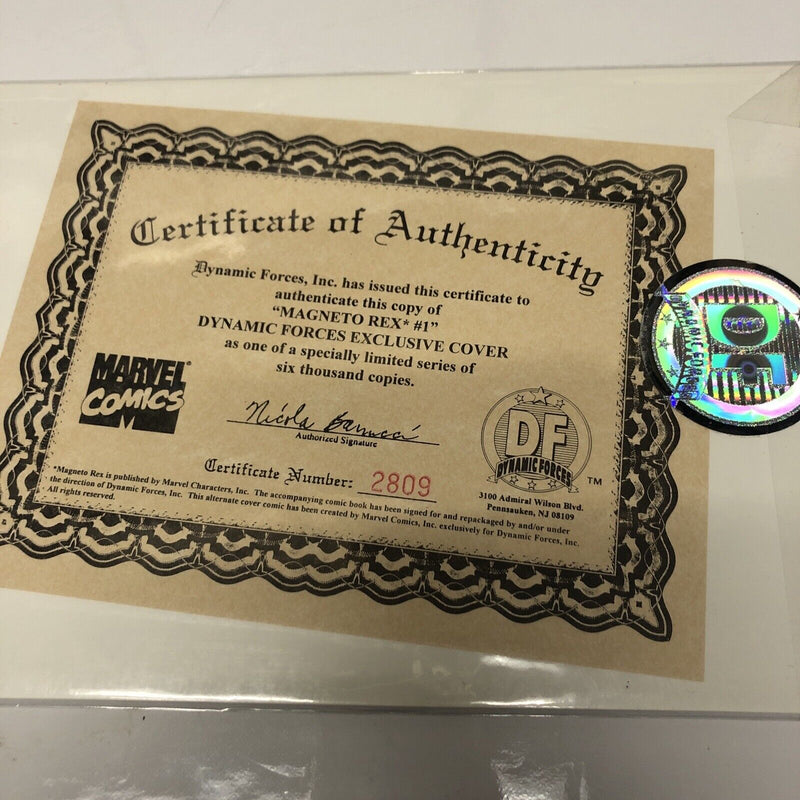 Certificate of Authenticity
Dynamic Forces, Inc. has issued this certificate to
authenticate this copy of
“MAGNETO REX* #1”
DYNAMIC FORCES EXCLUSIVE COVER
as one of a specially limited series of
six thousand copies.
MARVEL®
COMICS
Nicola Barrucci
Authorized Signature
Certificate Number: 2809
DF
DYNAMIC FORCES
TM
3100 Admiral Wilson Blvd.
Pennsauken, NJ 08109
*Magneto Rex is published by Marvel Characters, Inc. The accompanying comic book has been signed for and repackaged by and/or under
the direction of Dynamic Forces, Inc. This alternate cover comic has been created by Marvel Comics, Inc. exclusively for Dynamic Forces, Inc.
All rights reserved.
DYNAMIC FORCES
DF